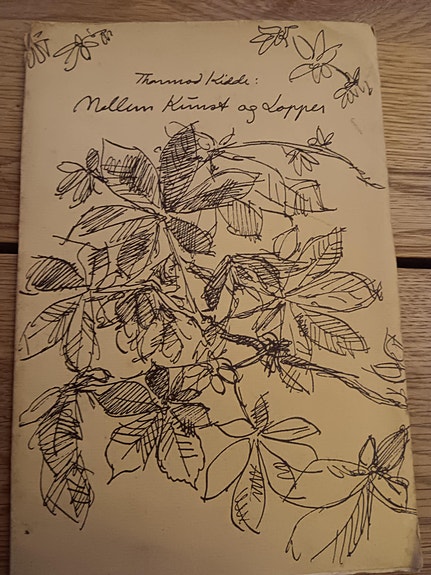 Thormod Kidde:
Mellem Kunst og Lopper